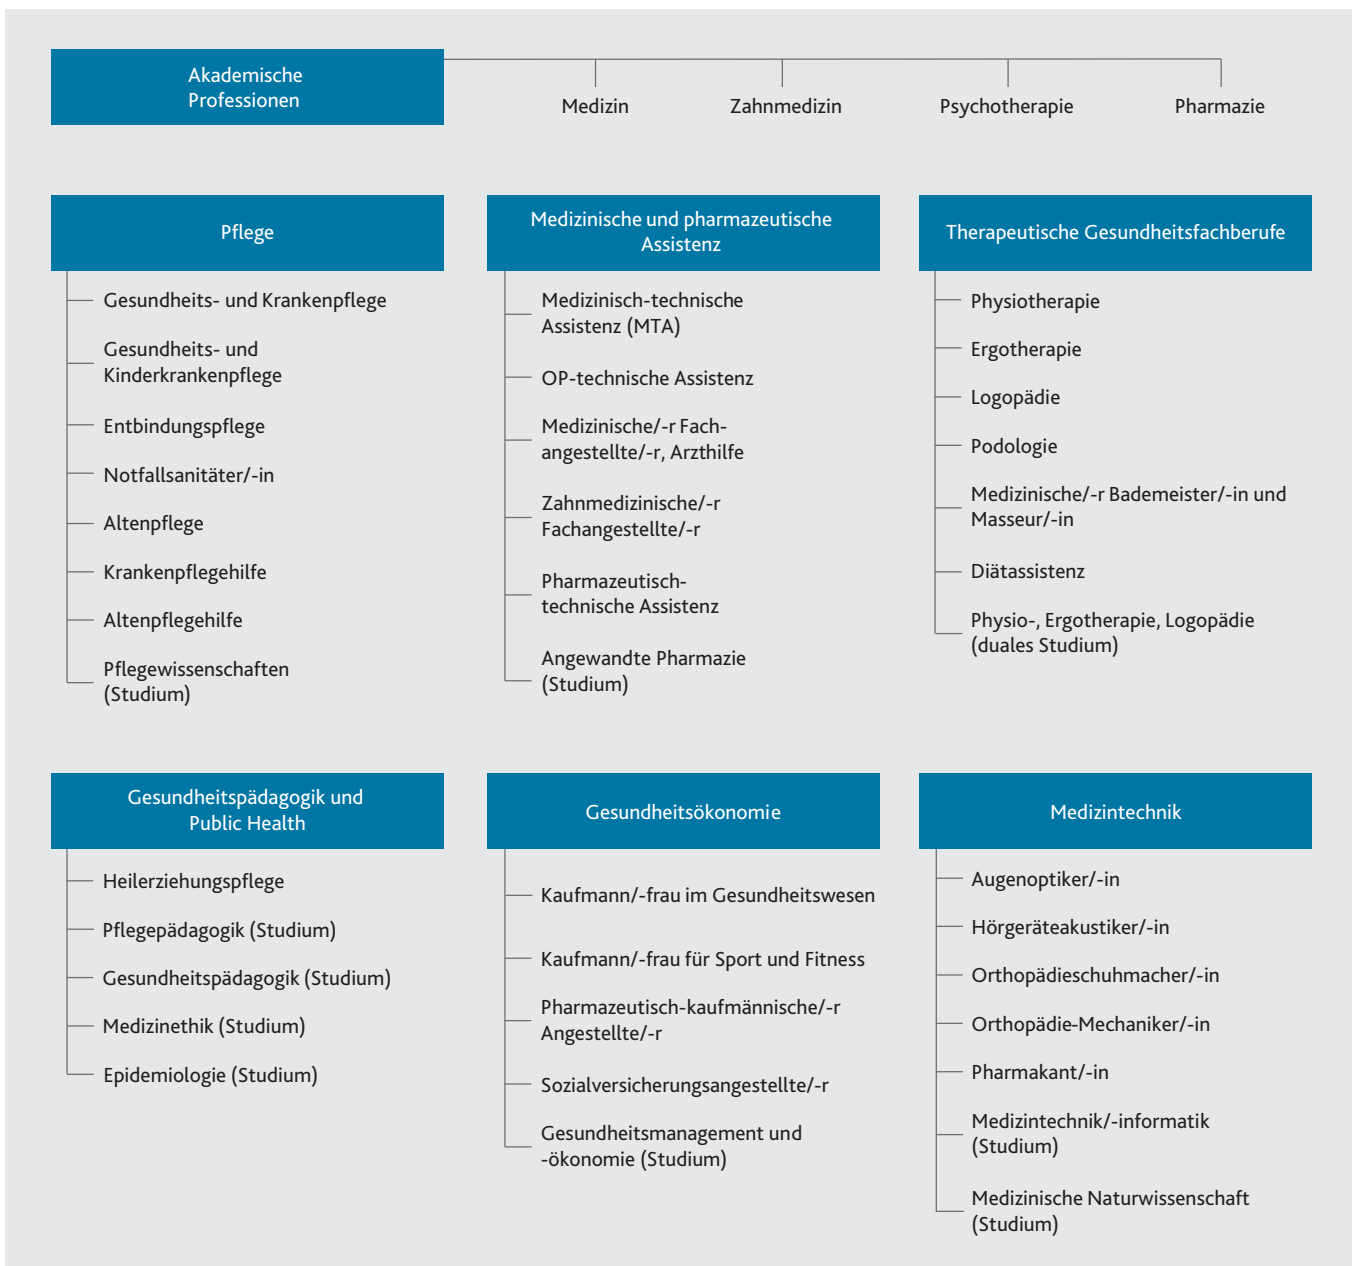 Akademische
Professionen
Medizin
Zahnmedizin
Psychotherapie
Pharmazie
Pflege
Gesundheits- und Krankenpflege
Gesundheits- und
Kinderkrankenpflege
Entbindungspflege
Notfallsanitäter/-in
Altenpflege
Krankenpflegehilfe
Altenpflegehilfe
Pflegewissenschaften
(Studium)
Medizinische und pharmazeutische
Assistenz
Medizinisch-technische
Assistenz (MTA)
OP-technische Assistenz
Medizinische/-r Fach-
angestellte/-r, Arzthilfe
Zahnmedizinische/-r
Fachangestellte/-r
Pharmazeutisch-
technische Assistenz
Angewandte Pharmazie
(Studium)
Therapeutische Gesundheitsfachberufe
Physiotherapie
Ergotherapie
Logopädie
Podologie
Medizinische/-r Bademeister/-in und
Masseur/-in
Diätassistenz
Physio-, Ergotherapie, Logopädie
(duales Studium)
Gesundheitspädagogik und
Public Health
Heilerziehungspflege
Pflegepädagogik (Studium)
Gesundheitspädagogik (Studium)
Medizinethik (Studium)
Epidemiologie (Studium)
Gesundheitsökonomie
Kaufmann/-frau im Gesundheitswesen
Kaufmann/-frau für Sport und Fitness
Pharmazeutisch-kaufmännische/-r
Angestellte/-r
Sozialversicherungsangestellte/-r
Gesundheitsmanagement und
-ökonomie (Studium)
Medizintechnik
Augenoptiker/-in
Hörgeräteakustiker/-in
Orthopädieschuhmacher/-in
Orthopädie-Mechaniker/-in
Pharmakant/-in
Medizintechnik/-informatik
(Studium)
Medizinische Naturwissenschaft
(Studium)